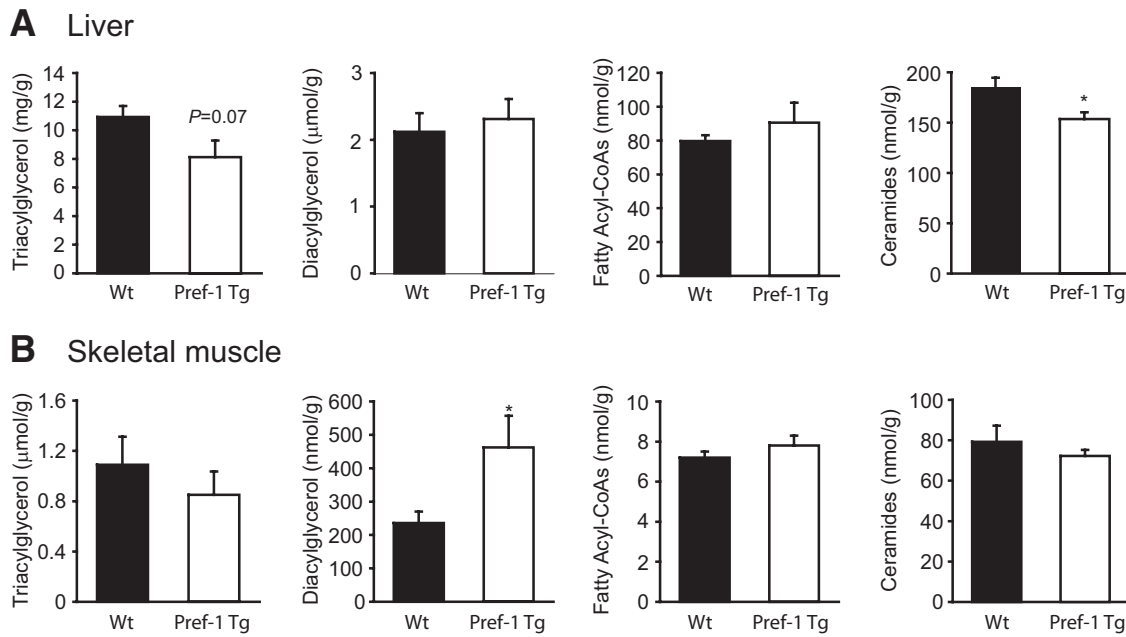 A Liver
Triacylglycerol (mg/g)
14
12
10
8
6
4
2
0
P=0.07
Wt Pref-1 Tg
Diacylglycerol (μmol/g)
3
2
1
0
Wt Pref-1 Tg
Fatty Acyl-CoAs (nmol/g)
120
100
80
60
40
20
0
Wt Pref-1 Tg
Ceramides (nmol/g)
200
150
100
50
0
*
Wt Pref-1 Tg
B Skeletal muscle
Triacylglycerol (μmol/g)
1.6
1.2
0.8
0.4
0
Wt Pref-1 Tg
Diacylglycerol (nmol/g)
600
500
400
300
200
100
0
*
Wt Pref-1 Tg
Fatty Acyl-CoAs (nmol/g)
10
8
6
4
2
0
Wt Pref-1 Tg
Ceramides (nmol/g)
100
80
60
40
20
0
Wt Pref-1 Tg